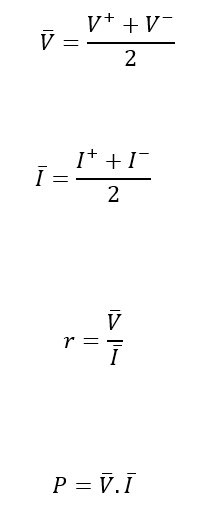 V̄ = (V⁺ + V⁻) / 2
Ī = (I⁺ + I⁻) / 2
r = V̄ / Ī
P = V̄.Ī